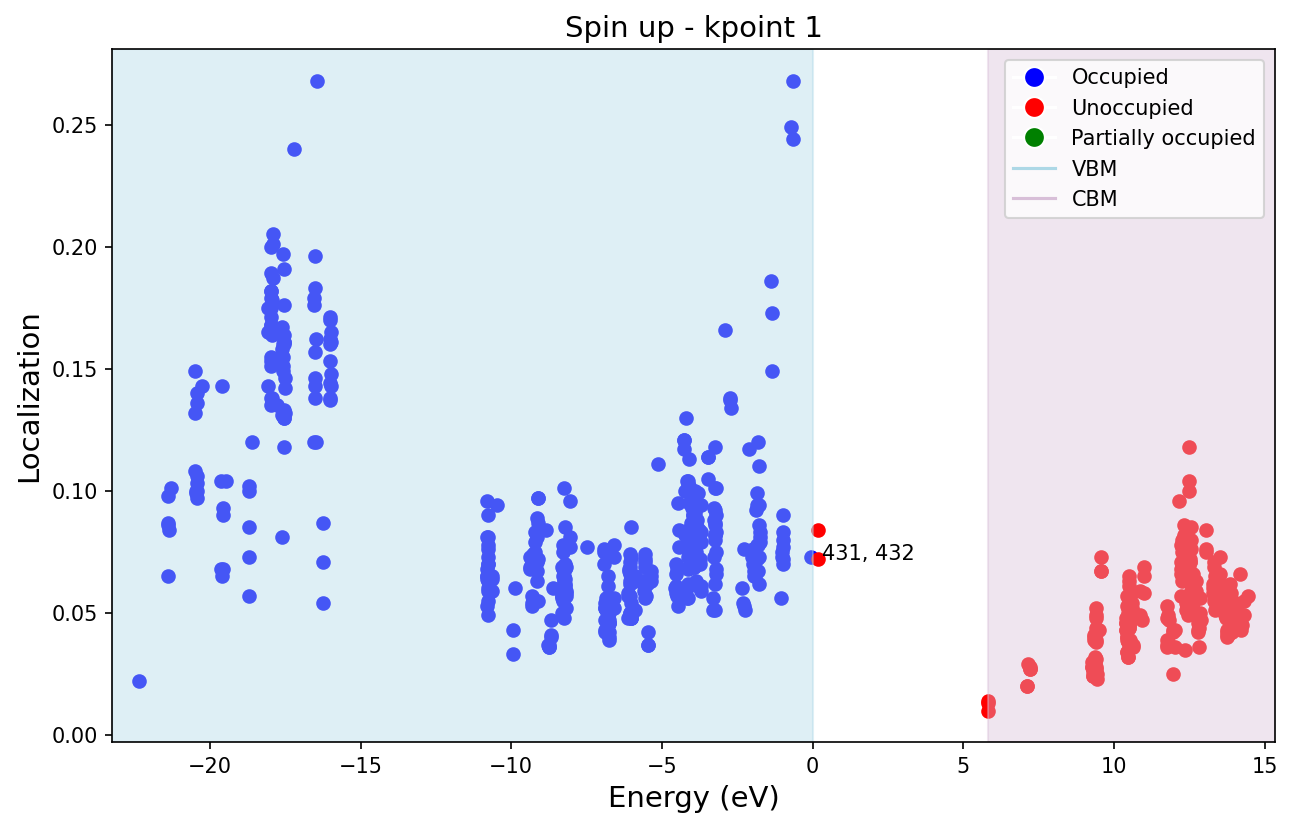 Spin up - kpoint 1
Localization
0.25
0.20
0.15
0.10
0.05
0.00
Occupied
Unoccupied
Partially occupied
VBM
CBM
431, 432
−20
−15
−10
−5
0
5
10
15
Energy (eV)